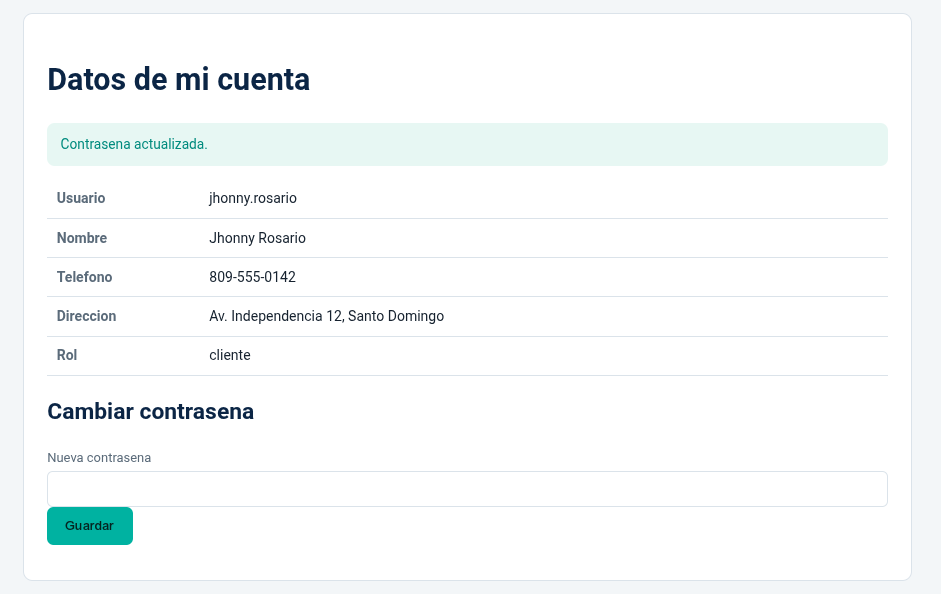 Datos de mi cuenta
Contrasena actualizada.
Usuario jhonny.rosario
Nombre Jhonny Rosario
Telefono 809-555-0142
Direccion Av. Independencia 12, Santo Domingo
Rol cliente
Cambiar contrasena
Nueva contrasena
Guardar